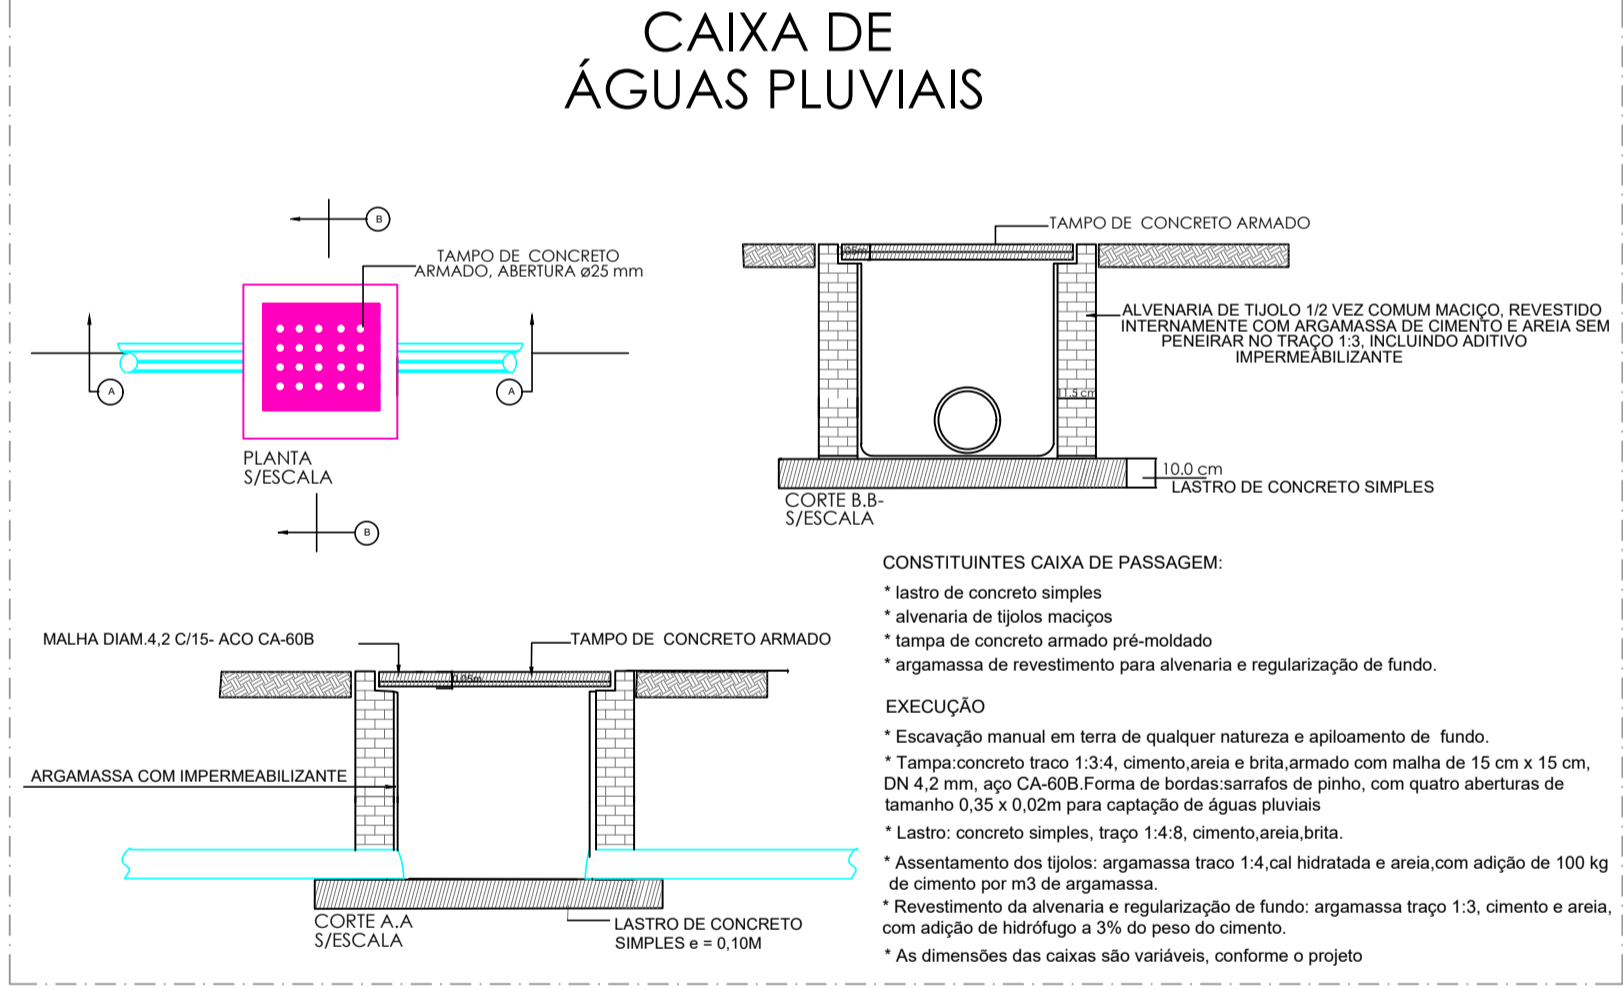 CAIXA DE
ÁGUAS PLUVIAIS
B
TAMPO DE CONCRETO
ARMADO, ABERTURA ø25 mm
A
A
PLANTA
S/ESCALA
B
TAMPO DE CONCRETO ARMADO
.05m
ALVENARIA DE TIJOLO 1/2 VEZ COMUM MACIÇO, REVESTIDO
INTERNAMENTE COM ARGAMASSA DE CIMENTO E AREIA SEM
PENEIRAR NO TRAÇO 1:3, INCLUINDO ADITIVO
IMPERMEABILIZANTE
11.5 cm
10.0 cm
LASTRO DE CONCRETO SIMPLES
CORTE B.B-
S/ESCALA
MALHA DIAM.4,2 C/15- ACO CA-60B
TAMPO DE CONCRETO ARMADO
0.05m
ARGAMASSA COM IMPERMEABILIZANTE
CORTE A.A
S/ESCALA
LASTRO DE CONCRETO
SIMPLES e = 0,10M
CONSTITUINTES CAIXA DE PASSAGEM:
* lastro de concreto simples
* alvenaria de tijolos maciços
* tampa de concreto armado pré-moldado
* argamassa de revestimento para alvenaria e regularização de fundo.
EXECUÇÃO
* Escavação manual em terra de qualquer natureza e apiloamento de fundo.
* Tampa:concreto traco 1:3:4, cimento,areia e brita,armado com malha de 15 cm x 15 cm,
DN 4,2 mm, aço CA-60B.Forma de bordas:sarrafos de pinho, com quatro aberturas de
tamanho 0,35 x 0,02m para captação de águas pluviais
* Lastro: concreto simples, traço 1:4:8, cimento,areia,brita.
* Assentamento dos tijolos: argamassa traco 1:4,cal hidratada e areia,com adição de 100 kg
de cimento por m3 de argamassa.
* Revestimento da alvenaria e regularização de fundo: argamassa traço 1:3, cimento e areia,
com adição de hidrófugo a 3% do peso do cimento.
* As dimensões das caixas são variáveis, conforme o projeto